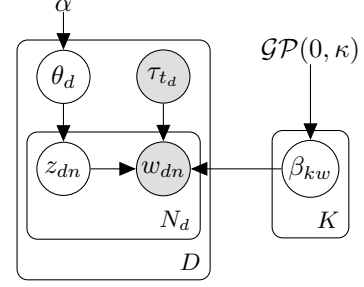 α
θ_d
τ_{t_d}
GP(0, κ)
z_{dn}
w_{dn}
β_{kw}
N_d
K
D